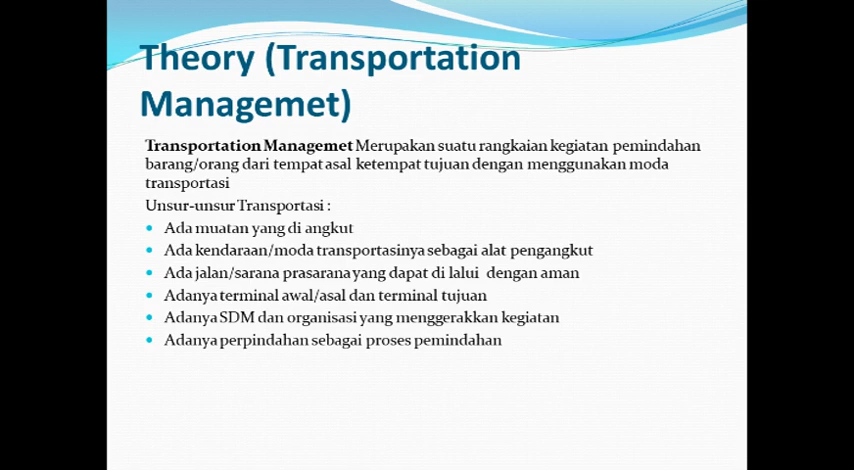 Theory (Transportation
Managemet)
Transportation Managemet Merupakan suatu rangkaian kegiatan pemindahan
barang/orang dari tempat asal ketempat tujuan dengan menggunakan moda
transportasi
Unsur-unsur Transportasi :
• Ada muatan yang di angkut
• Ada kendaraan/moda transportasinya sebagai alat pengangkut
• Ada jalan/sarana prasarana yang dapat di lalui dengan aman
• Adanya terminal awal/asal dan terminal tujuan
• Adanya SDM dan organisasi yang menggerakkan kegiatan
• Adanya perpindahan sebagai proses pemindahan